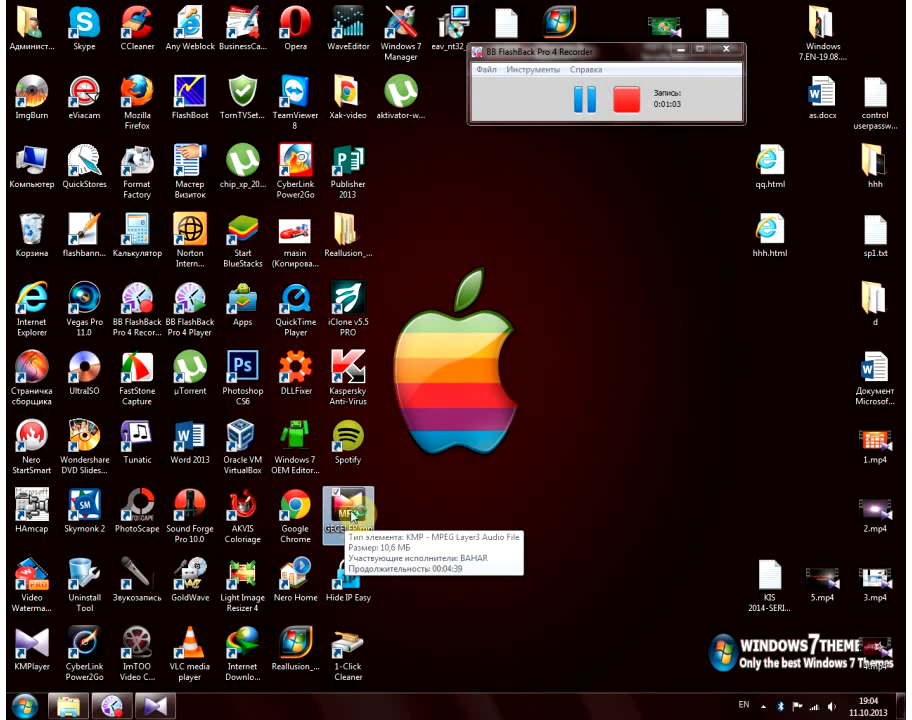 Админист...
Skype
CCleaner
Any Weblock
BusinessCa...
Opera
WaveEditor
Windows 7
Manager
eav_nt32_
Windows
7.EN-19.08....
BB FlashBack Pro 4 Recorder
Файл Инструменты Справка
Запись:
0:01:03
ImgBurn
eViacam
Mozilla
Firefox
FlashBoot
TornTVSet...
TeamViewer
8
Xak-video
aktivator-w...
as.docx
control
userpassw...
Компьютер
QuickStores
Format
Factory
Мастер
Визиток
chip_xp_20...
CyberLink
Power2Go
Publisher
2013
qq.html
hhh
Корзина
flashbann...
Калькулятор
Norton
Intern...
Start
BlueStacks
masin
(Копирова...
Reallusion_...
hhh.html
sp1.txt
Internet
Explorer
Vegas Pro
11.0
BB FlashBack
Pro 4 Recor...
BB FlashBack
Pro 4 Player
Apps
QuickTime
Player
iClone v5.5
PRO
d
Страничка
сборщика
UltraISO
FastStone
Capture
µTorrent
Ps
Photoshop
CS6
DLLFixer
Kaspersky
Anti-Virus
Документ
Microsof...
Nero
StartSmart
Wondershare
DVD Slides...
Tunatic
Word 2013
Oracle VM
VirtualBox
Windows 7
OEM Editor...
Spotify
1.mp4
HAmcap
SM
Skymonk 2
PhotoScape
Sound Forge
Pro 10.0
AKVIS
Coloriage
Google
Chrome
2.mp4
Тип элемента: KMP - MPEG Layer3 Audio File
Размер: 10,6 МБ
Участвующие исполнители: BAHAR
Продолжительность: 00:04:39
Video
Waterma...
Uninstall
Tool
Звукозапись
GoldWave
Light Image
Resizer 4
Nero Home
Hide IP Easy
KIS
2014-SERI...
5.mp4
3.mp4
KMPlayer
CyberLink
Power2Go
ImTOO
Video C...
VLC media
player
Internet
Downlo...
Reallusion_...
1-Click
Cleaner
WINDOWS7THEME
Only the best Windows 7 Themes
EN
19:04
11.10.2013